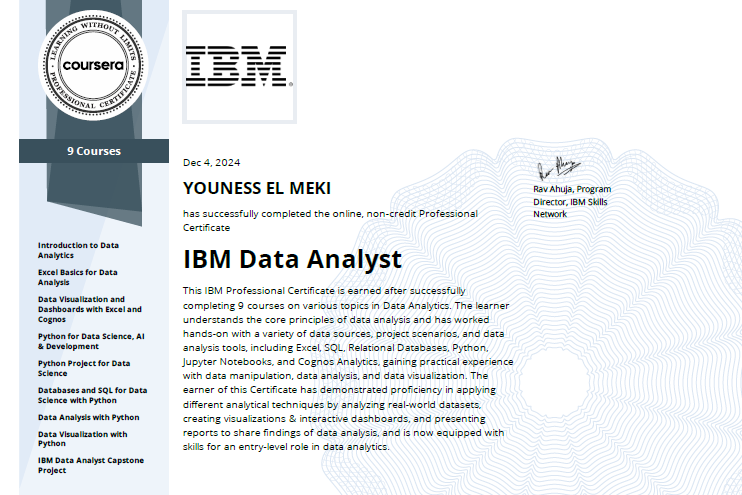 LEARNING WITHOUT LIMITS
coursera
PROFESSIONAL CERTIFICATE
IBM®
9 Courses
Introduction to Data
Analytics
Excel Basics for Data
Analysis
Data Visualization and
Dashboards with Excel and
Cognos
Python for Data Science, AI
& Development
Python Project for Data
Science
Databases and SQL for Data
Science with Python
Data Analysis with Python
Data Visualization with
Python
IBM Data Analyst Capstone
Project
Dec 4, 2024
YOUNESS EL MEKI
has successfully completed the online, non-credit Professional
Certificate
IBM Data Analyst
This IBM Professional Certificate is earned after successfully
completing 9 courses on various topics in Data Analytics. The learner
understands the core principles of data analysis and has worked
hands-on with a variety of data sources, project scenarios, and data
analysis tools, including Excel, SQL, Relational Databases, Python,
Jupyter Notebooks, and Cognos Analytics, gaining practical experience
with data manipulation, data analysis, and data visualization. The
earner of this Certificate has demonstrated proficiency in applying
different analytical techniques by analyzing real-world datasets,
creating visualizations & interactive dashboards, and presenting
reports to share findings of data analysis, and is now equipped with
skills for an entry-level role in data analytics.
Rav Ahuja
Rav Ahuja, Program
Director, IBM Skills
Network